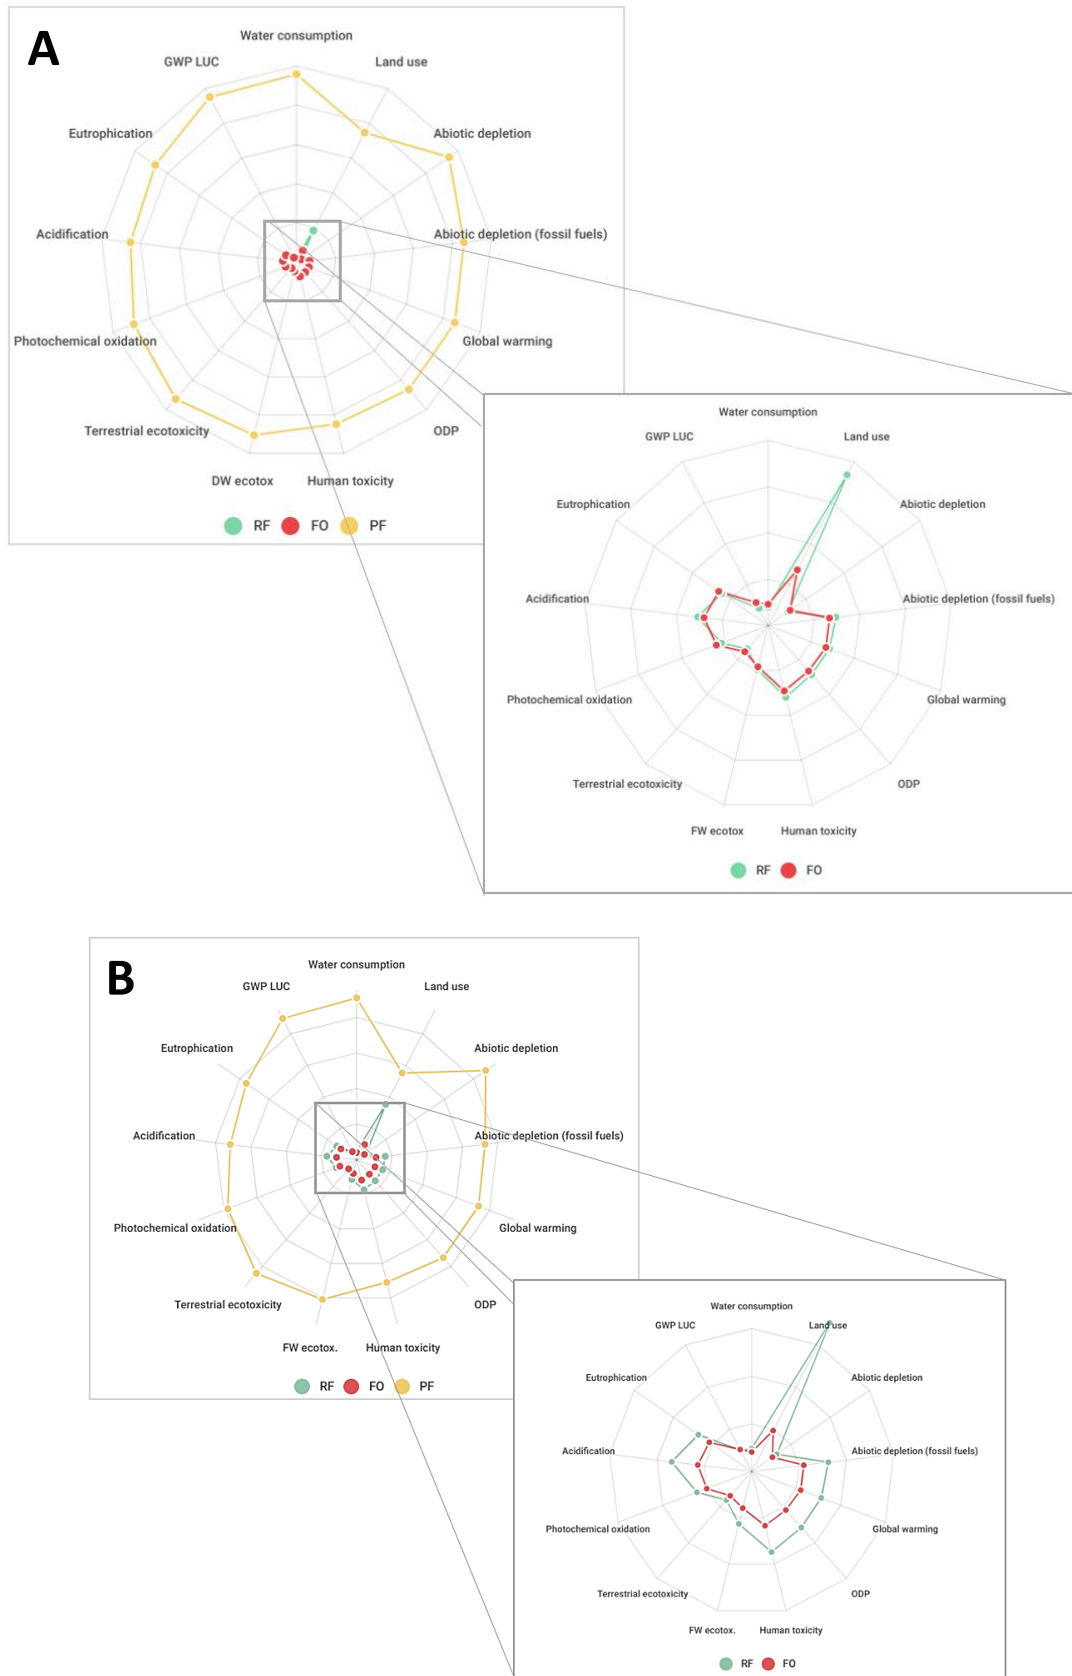 A
Water consumption
GWP LUC
Land use
Eutrophication
Abiotic depletion
Acidification
Abiotic depletion (fossil fuels)
Photochemical oxidation
Global warming
Terrestrial ecotoxicity
ODP
DW ecotox
Human toxicity
RF FO PF
Water consumption
GWP LUC
Land use
Eutrophication
Abiotic depletion
Acidification
Abiotic depletion (fossil fuels)
Photochemical oxidation
Global warming
Terrestrial ecotoxicity
ODP
FW ecotox
Human toxicity
RF FO
B
Water consumption
GWP LUC
Land use
Eutrophication
Abiotic depletion
Acidification
Abiotic depletion (fossil fuels)
Photochemical oxidation
Global warming
Terrestrial ecotoxicity
ODP
FW ecotox.
Human toxicity
RF FO PF
Water consumption
GWP LUC
Land use
Eutrophication
Abiotic depletion
Acidification
Abiotic depletion (fossil fuels)
Photochemical oxidation
Global warming
Terrestrial ecotoxicity
ODP
FW ecotox.
Human toxicity
RF FO